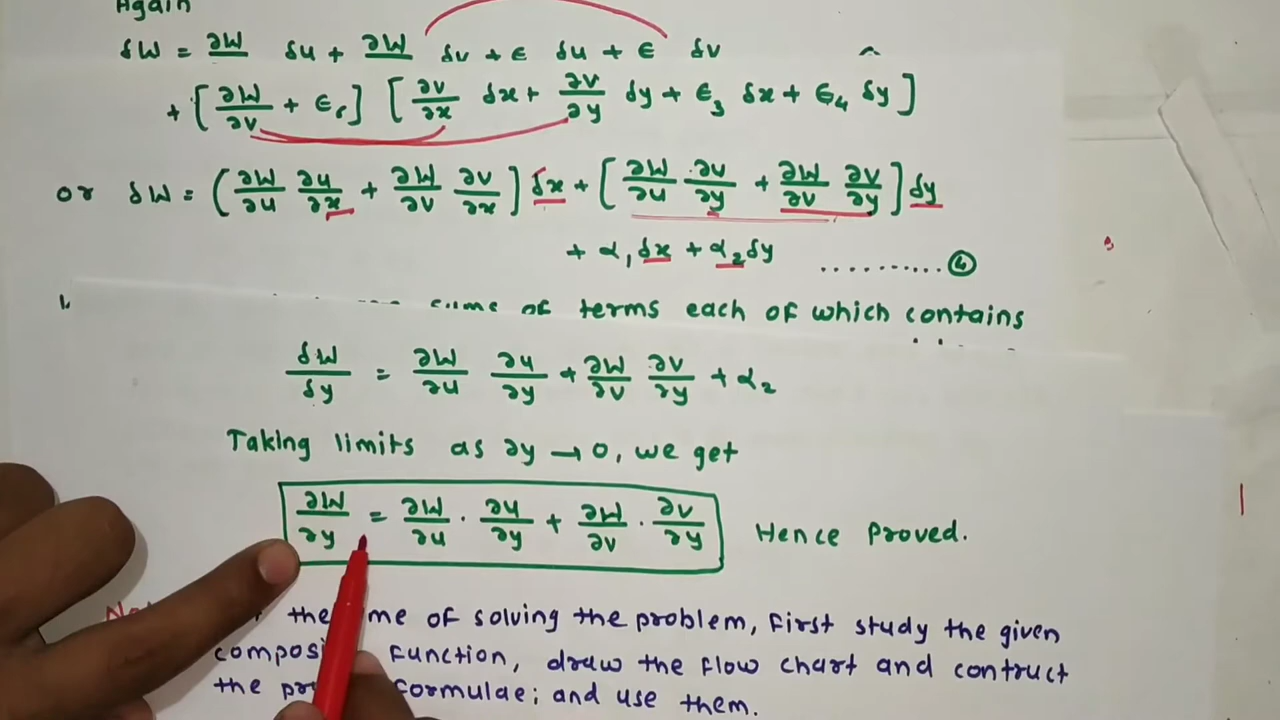 Again
δW = ∂W δu + ∂W δv + ϵ δu + ϵ δv
+ [∂W/∂v + ϵ] [∂v/∂x δx + ∂v/∂y δy + ϵ₃ δx + ϵ₄ δy]
or δW = (∂W/∂u ∂u/∂x + ∂W/∂v ∂v/∂x] δx + [∂W/∂u ∂u/∂y + ∂W/∂v ∂v/∂y] δy
+ α₁ δx + α₂ δy .......... ④
of terms each of which contains
δW/δy = ∂W/∂u ∂u/∂y + ∂W/∂v ∂v/∂y + α₂
Taking limits as ∂y → 0, we get
∂W/∂y = ∂W/∂u · ∂u/∂y + ∂W/∂v · ∂v/∂y Hence Proved.
the of solving the problem, first study the given
function, draw the flow chart and contruct
the formulae; and use them.